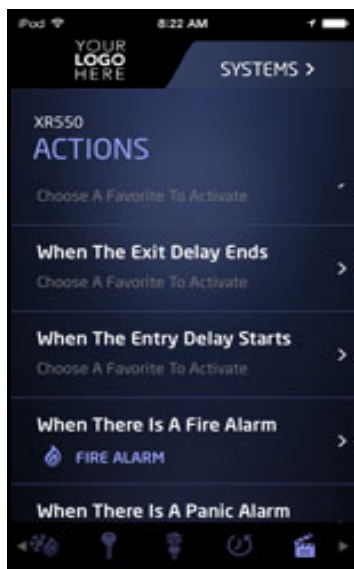 iPod 8:22 AM
YOUR
LOGO
HERE
SYSTEMS >
XR550
ACTIONS
Choose A Favorite To Activate
When The Exit Delay Ends
Choose A Favorite To Activate
When The Entry Delay Starts
Choose A Favorite To Activate
When There Is A Fire Alarm
FIRE ALARM
When There Is A Panic Alarm